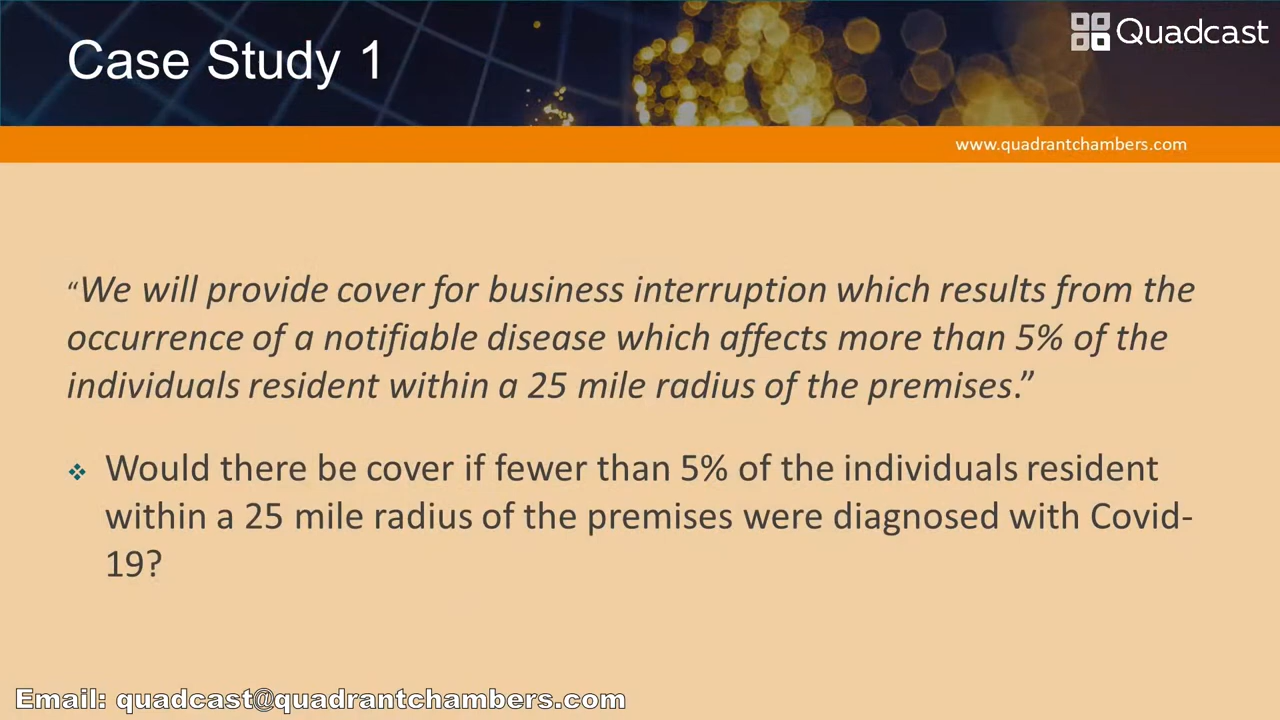 Case Study 1
Quadcast
www.quadrantchambers.com
“We will provide cover for business interruption which results from the
occurrence of a notifiable disease which affects more than 5% of the
individuals resident within a 25 mile radius of the premises.”
❖ Would there be cover if fewer than 5% of the individuals resident
within a 25 mile radius of the premises were diagnosed with Covid-
19?
Email: quadcast@quadrantchambers.com